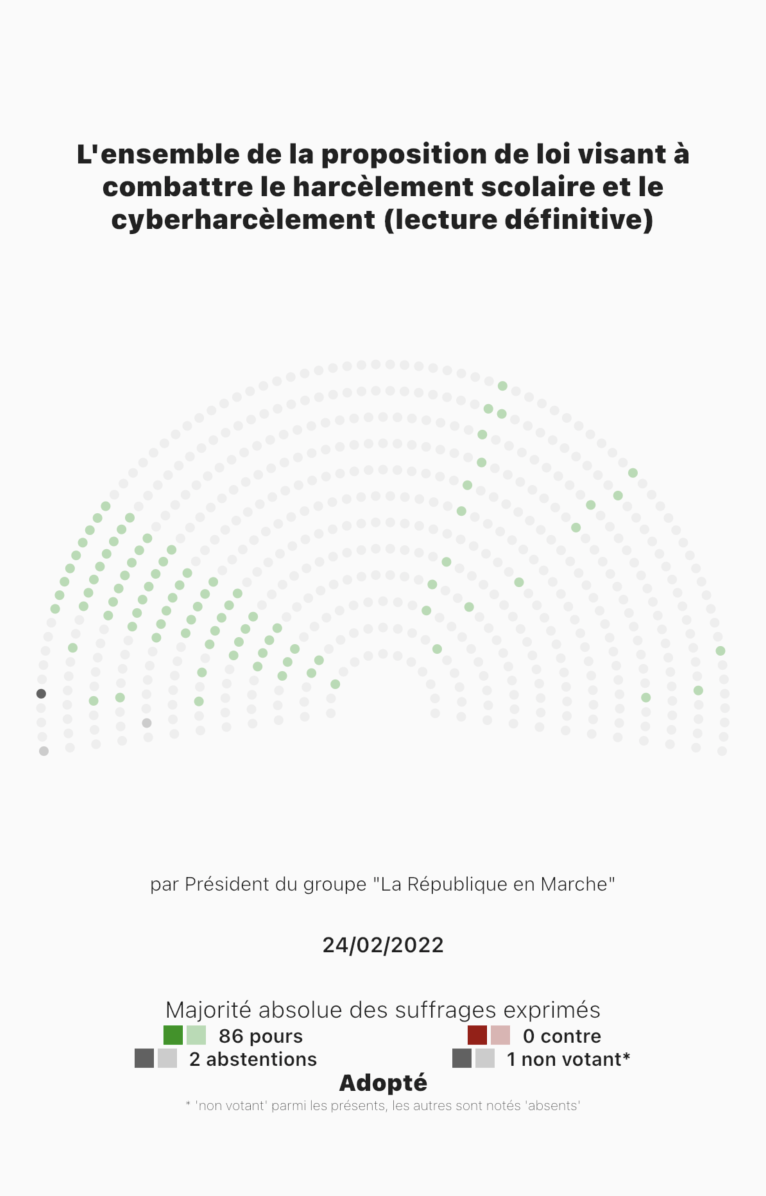 L'ensemble de la proposition de loi visant à
combattre le harcèlement scolaire et le
cyberharcèlement (lecture définitive)
par Président du groupe "La République en Marche"
24/02/2022
Majorité absolue des suffrages exprimés
86 pours 0 contre
2 abstentions 1 non votant*
Adopté
* 'non votant' parmi les présents, les autres sont notés 'absents'